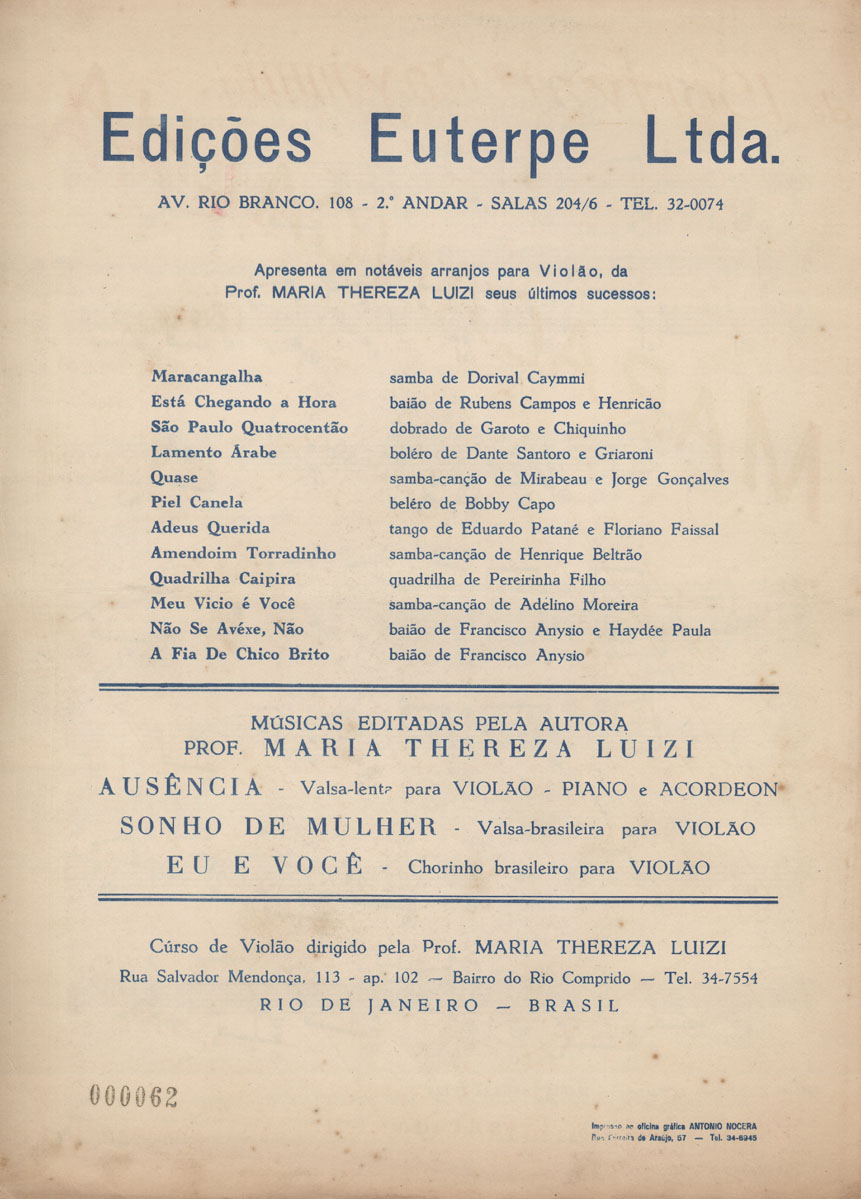 Edições Euterpe Ltda.
AV. RIO BRANCO. 108 - 2.º ANDAR - SALAS 204/6 - TEL. 32-0074
Apresenta em notáveis arranjos para Violão, da
Prof. MARIA THEREZA LUIZI seus últimos sucessos:
Maracangalha samba de Dorival Caymmi
Está Chegando a Hora baião de Rubens Campos e Henricão
São Paulo Quatrocentão dobrado de Garoto e Chiquinho
Lamento Árabe boléro de Dante Santoro e Griaroni
Quase samba-canção de Mirabeau e Jorge Gonçalves
Piel Canela beléro de Bobby Capo
Adeus Querida tango de Eduardo Patané e Floriano Faissal
Amendoim Torradinho samba-canção de Henrique Beltrão
Quadrilha Caipira quadrilha de Pereirinha Filho
Meu Vicio é Você samba-canção de Adelino Moreira
Não Se Avéxe, Não baião de Francisco Anysio e Haydée Paula
A Fia De Chico Brito baião de Francisco Anysio
MÚSICAS EDITADAS PELA AUTORA
PROF. MARIA THEREZA LUIZI
AUSÊNCIA - Valsa-lenta para VIOLÃO - PIANO e ACORDEON
SONHO DE MULHER - Valsa-brasileira para VIOLÃO
EU E VOCÊ - Chorinho brasileiro para VIOLÃO
Cúrso de Violão dirigido pela Prof. MARIA THEREZA LUIZI
Rua Salvador Mendonça, 113 - ap. 102 — Bairro do Rio Comprido — Tel. 34-7554
RIO DE JANEIRO — BRASIL
000062
Impresso na oficina gráfica ANTONIO NOCERA
Rua de Araújo, 57 — Tel. 34-6945